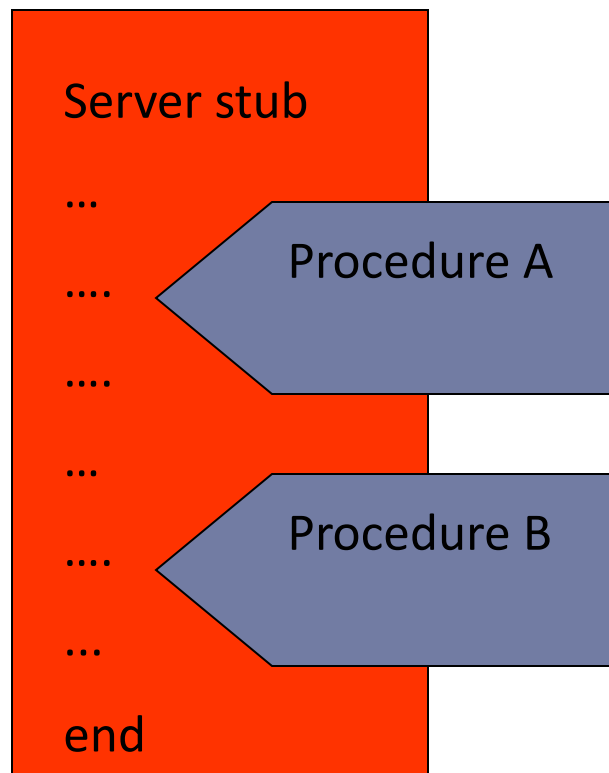 Server stub
...
Procedure A
....
....
...
Procedure B
....
...
end